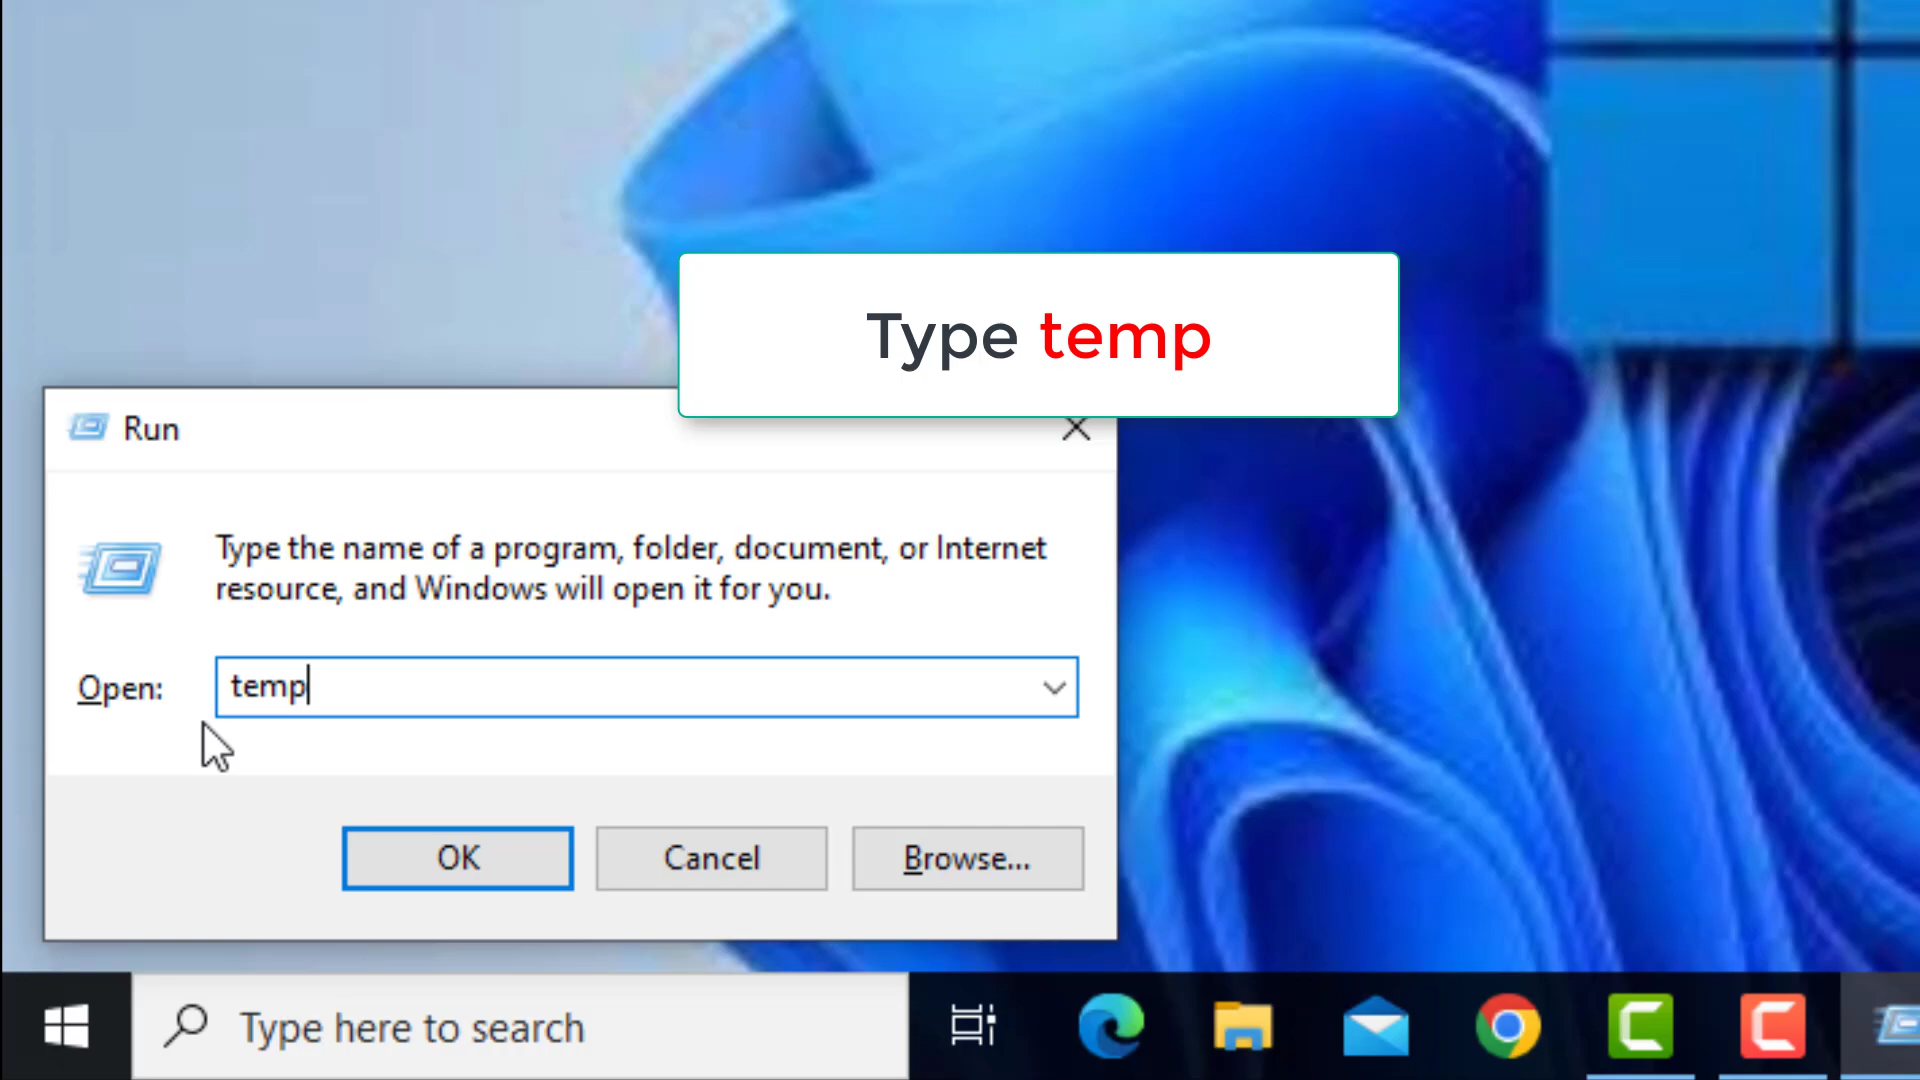 Type temp
Run
Type the name of a program, folder, document, or Internet
resource, and Windows will open it for you.
Open:
temp
OK
Cancel
Browse...
Type here to search